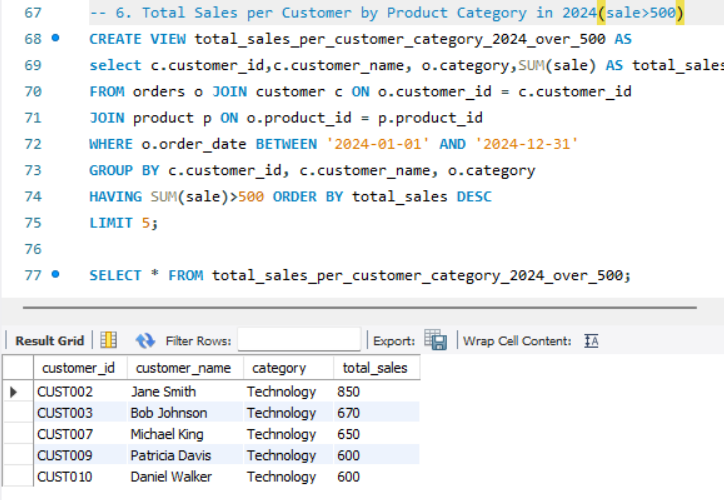 67 -- 6. Total Sales per Customer by Product Category in 2024(sale>500)
68 CREATE VIEW total_sales_per_customer_category_2024_over_500 AS
69 select c.customer_id,c.customer_name, o.category,SUM(sale) AS total_sales
70 FROM orders o JOIN customer c ON o.customer_id = c.customer_id
71 JOIN product p ON o.product_id = p.product_id
72 WHERE o.order_date BETWEEN '2024-01-01' AND '2024-12-31'
73 GROUP BY c.customer_id, c.customer_name, o.category
74 HAVING SUM(sale)>500 ORDER BY total_sales DESC
75 LIMIT 5;
76
77 SELECT * FROM total_sales_per_customer_category_2024_over_500;
Result Grid Filter Rows: Export: Wrap Cell Content: IA
customer_id customer_name category total_sales
CUST002 Jane Smith Technology 850
CUST003 Bob Johnson Technology 670
CUST007 Michael King Technology 650
CUST009 Patricia Davis Technology 600
CUST010 Daniel Walker Technology 600